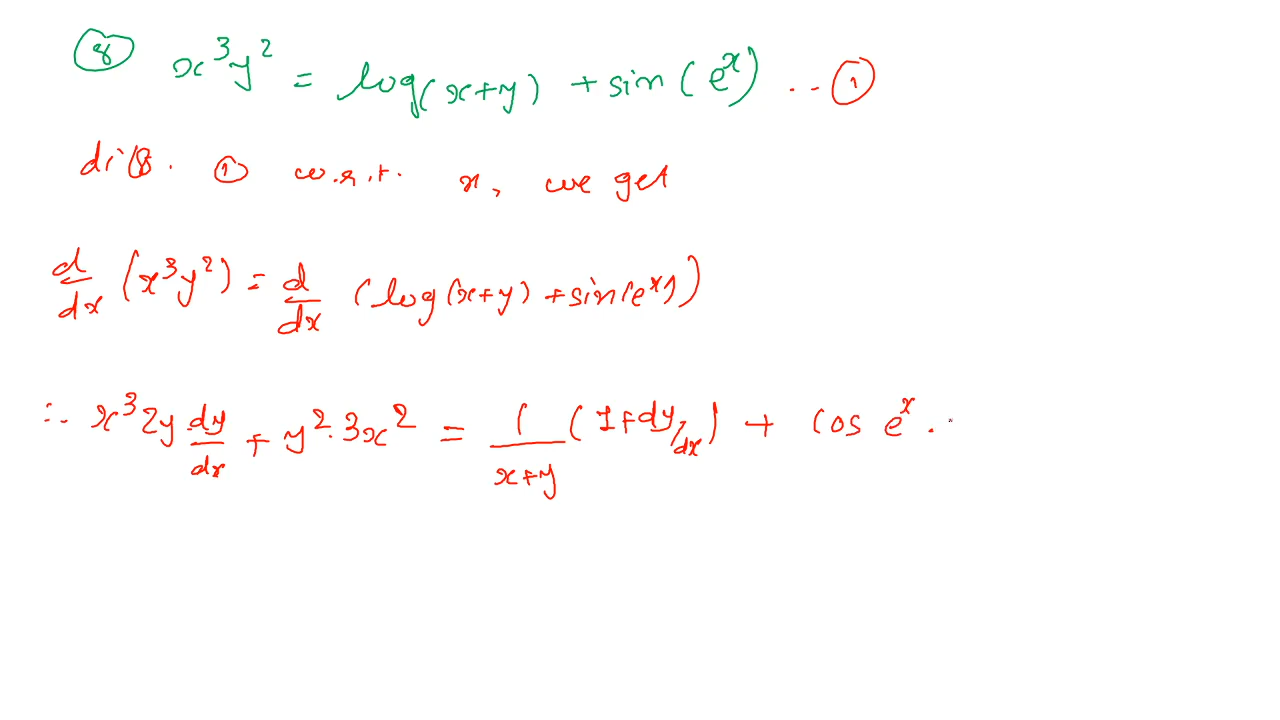 ⑧ x³y² = log(x+y) + sin(eˣ) ... ①
diff. ① w.r.t. x, we get
d/dx (x³y²) = d/dx (log(x+y) + sin(eˣ))
∴ x³2y dy/dx + y².3x² = 1/(x+y) (1+dy/dx) + cos eˣ .